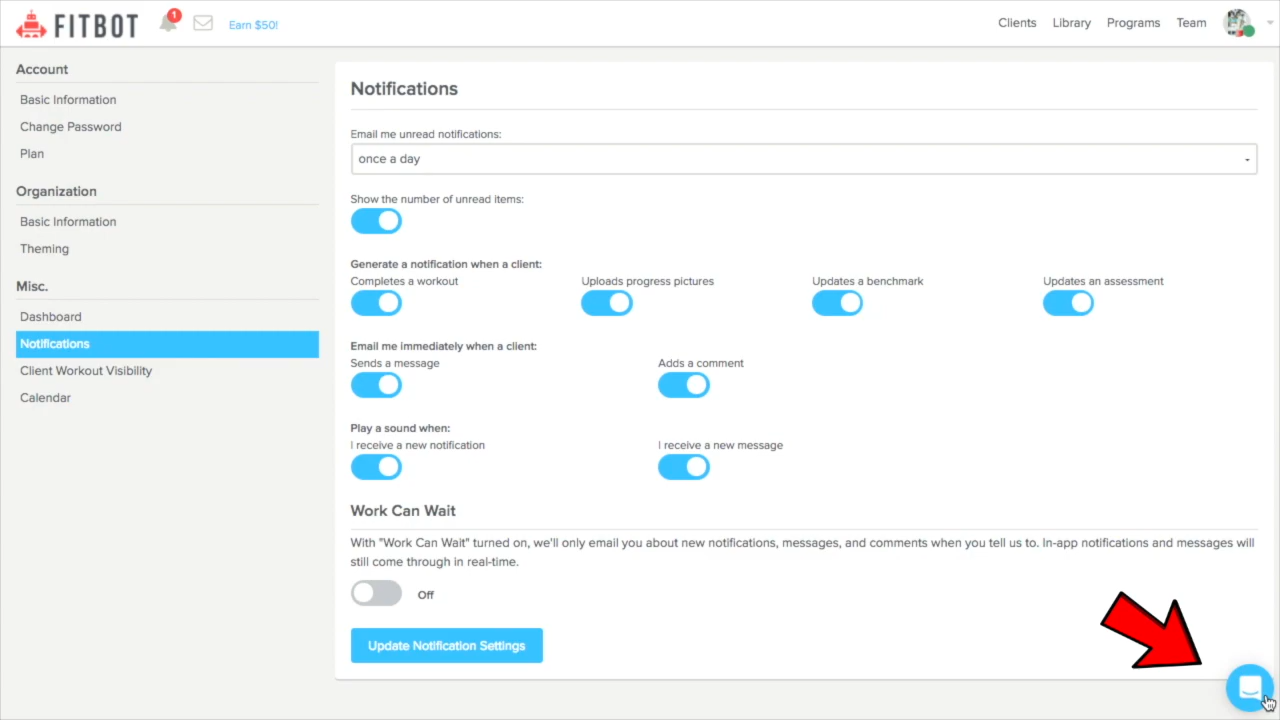 FITBOT 1 Earn $50! Clients Library Programs Team
Account
Basic Information
Change Password
Plan
Organization
Basic Information
Theming
Misc.
Dashboard
Notifications
Client Workout Visibility
Calendar
Notifications
Email me unread notifications:
once a day
Show the number of unread items:
Generate a notification when a client:
Completes a workout Uploads progress pictures Updates a benchmark Updates an assessment
Email me immediately when a client:
Sends a message Adds a comment
Play a sound when:
I receive a new notification I receive a new message
Work Can Wait
With "Work Can Wait" turned on, we'll only email you about new notifications, messages, and comments when you tell us to. In-app notifications and messages will
still come through in real-time.
Off
Update Notification Settings